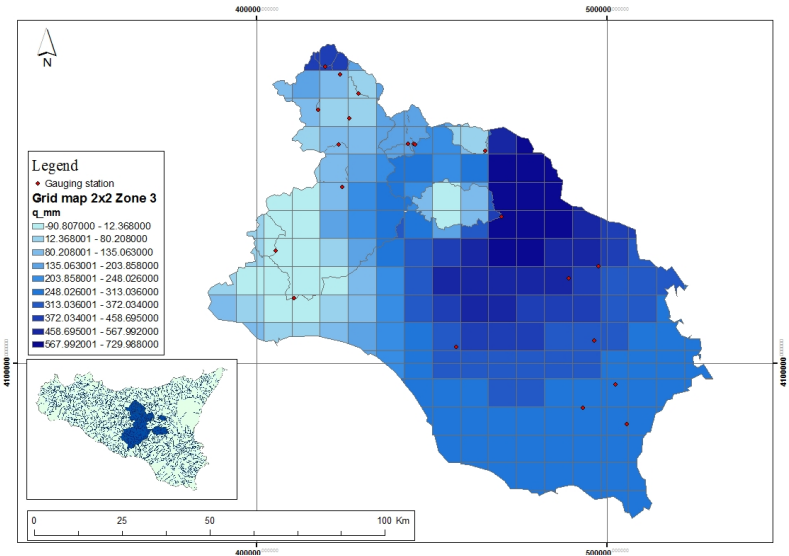 400000 500000
N
Legend
Gauging station
Grid map 2x2 Zone 3
q_mm
-90.807000 - 12.368000
12.368001 - 80.208000
80.208001 - 135.063000
135.063001 - 203.858000
203.858001 - 248.026000
248.026001 - 313.036000
313.036001 - 372.034000
372.034001 - 458.695000
458.695001 - 567.992000
567.992001 - 729.988000
4100000 4100000
0 25 50 100 Km
400000 500000